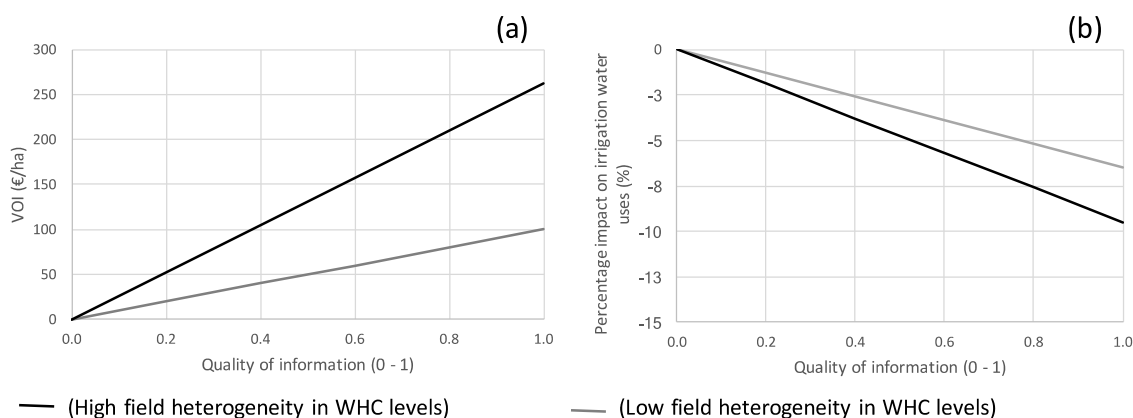 (a)
300
250
200
150
100
50
0
VOI (€/ha)
0.0 0.2 0.4 0.6 0.8 1.0
Quality of information (0 - 1)
(b)
0
-3
-5
-8
-10
-13
-15
Percentage impact on irrigation water
uses (%)
0.0 0.2 0.4 0.6 0.8 1.0
Quality of information (0 - 1)
(High field heterogeneity in WHC levels)
(Low field heterogeneity in WHC levels)